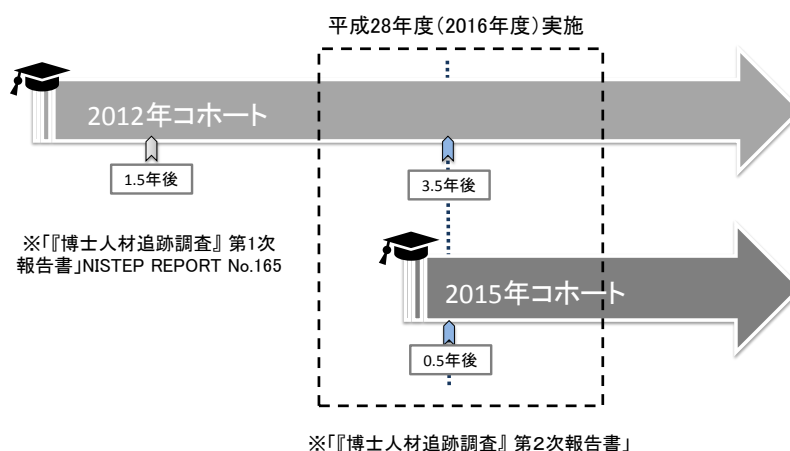 平成28年度（2016年度）実施
2012年コホート
1.5年後
3.5年後
※「『博士人材追跡調査』 第1次
報告書」NISTEP REPORT No.165
2015年コホート
0.5年後
※「『博士人材追跡調査』 第２次報告書」